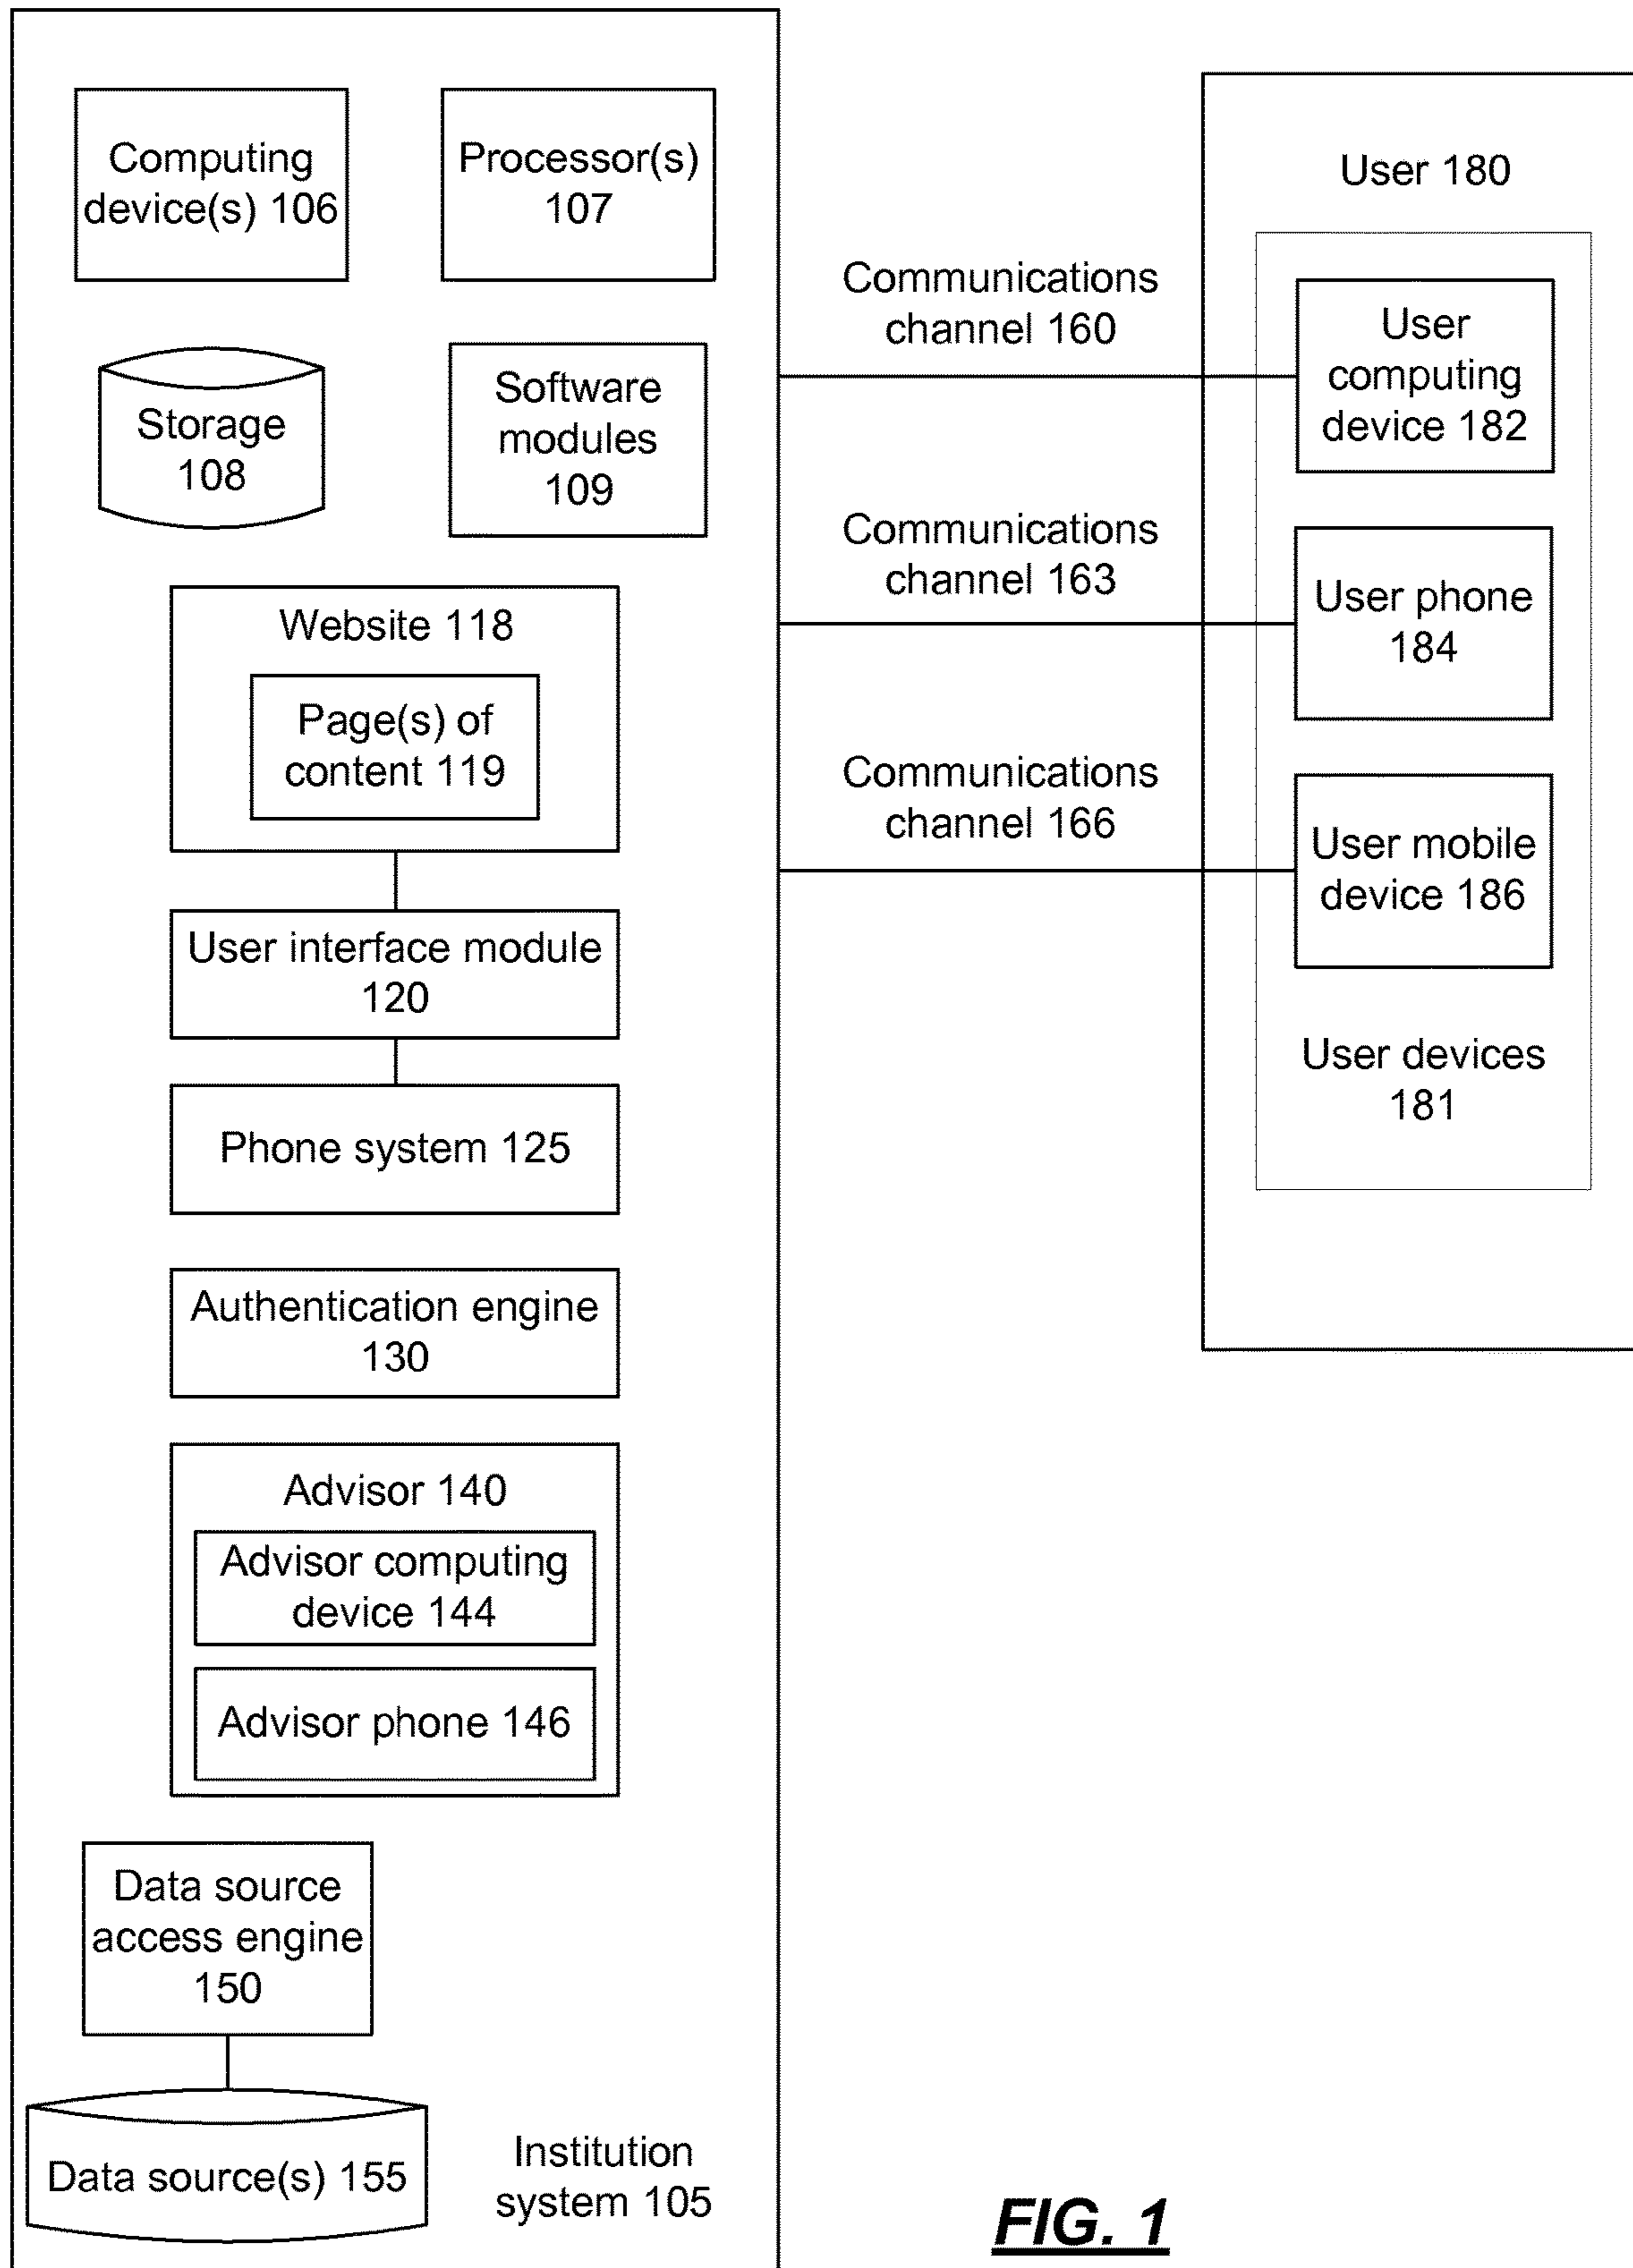 Computing
device(s) 106
Processor(s)
107
Storage
108
Software
modules
109
Website 118
Page(s) of
content 119
User interface module
120
Phone system 125
Authentication engine
130
Advisor 140
Advisor computing
device 144
Advisor phone 146
Data source
access engine
150
Data source(s) 155
Institution
system 105
Communications
channel 160
Communications
channel 163
Communications
channel 166
User 180
User
computing
device 182
User phone
184
User mobile
device 186
User devices
181
FIG. 1